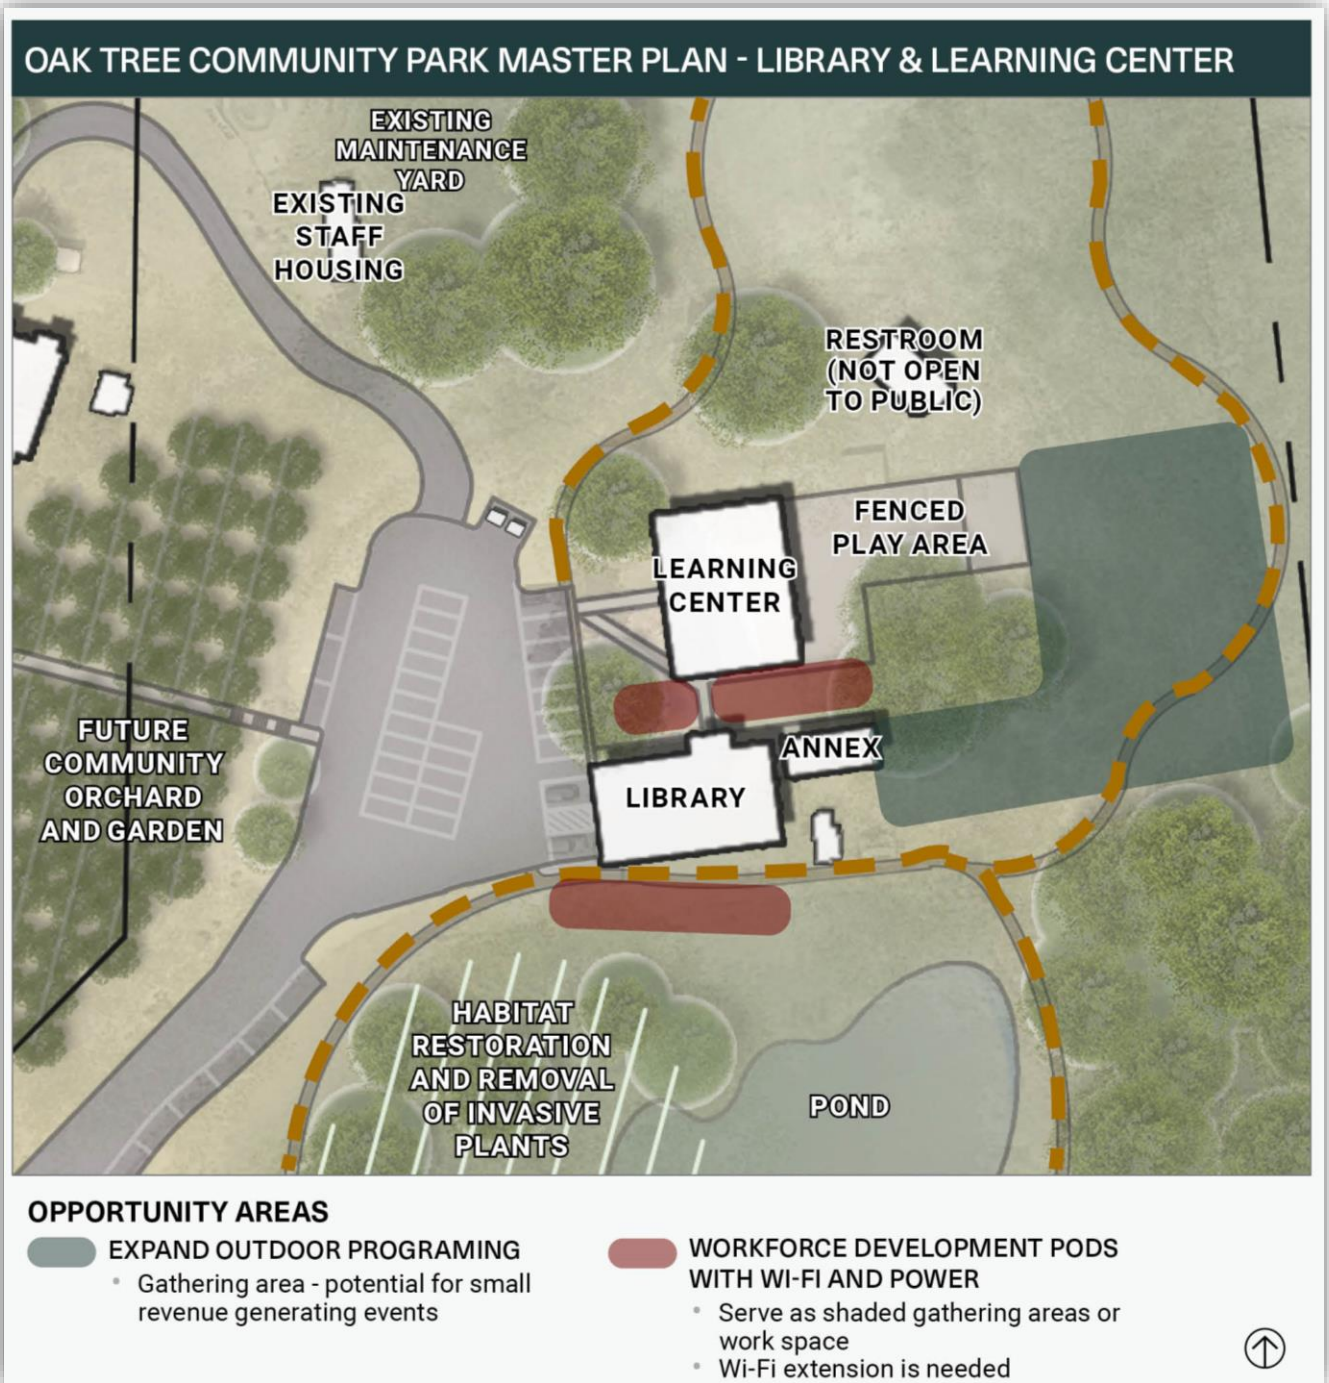 OAK TREE COMMUNITY PARK MASTER PLAN - LIBRARY & LEARNING CENTER
EXISTING
MAINTENANCE
YARD
EXISTING
STAFF
HOUSING
RESTROOM
(NOT OPEN
TO PUBLIC)
FENCED
PLAY AREA
LEARNING
CENTER
ANNEX
LIBRARY
FUTURE
COMMUNITY
ORCHARD
AND GARDEN
HABITAT
RESTORATION
AND REMOVAL
OF INVASIVE
PLANTS
POND
OPPORTUNITY AREAS
EXPAND OUTDOOR PROGRAMING
• Gathering area - potential for small
revenue generating events
WORKFORCE DEVELOPMENT PODS
WITH WI-FI AND POWER
• Serve as shaded gathering areas or
work space
• Wi-Fi extension is needed